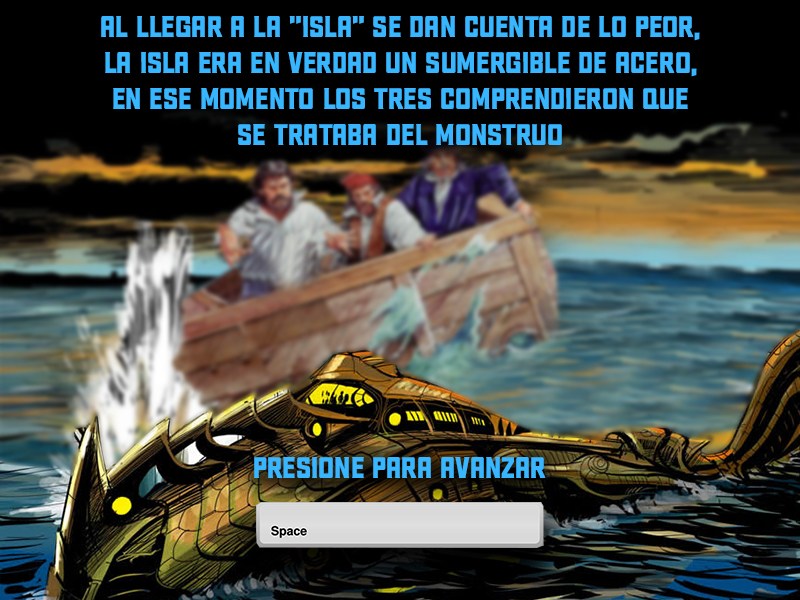 AL LLEGAR A LA "ISLA" SE DAN CUENTA DE LO PEOR,
LA ISLA ERA EN VERDAD UN SUMERGIBLE DE ACERO,
EN ESE MOMENTO LOS TRES COMPRENDIERON QUE
SE TRATABA DEL MONSTRUO
PRESIONE PARA AVANZAR
Space